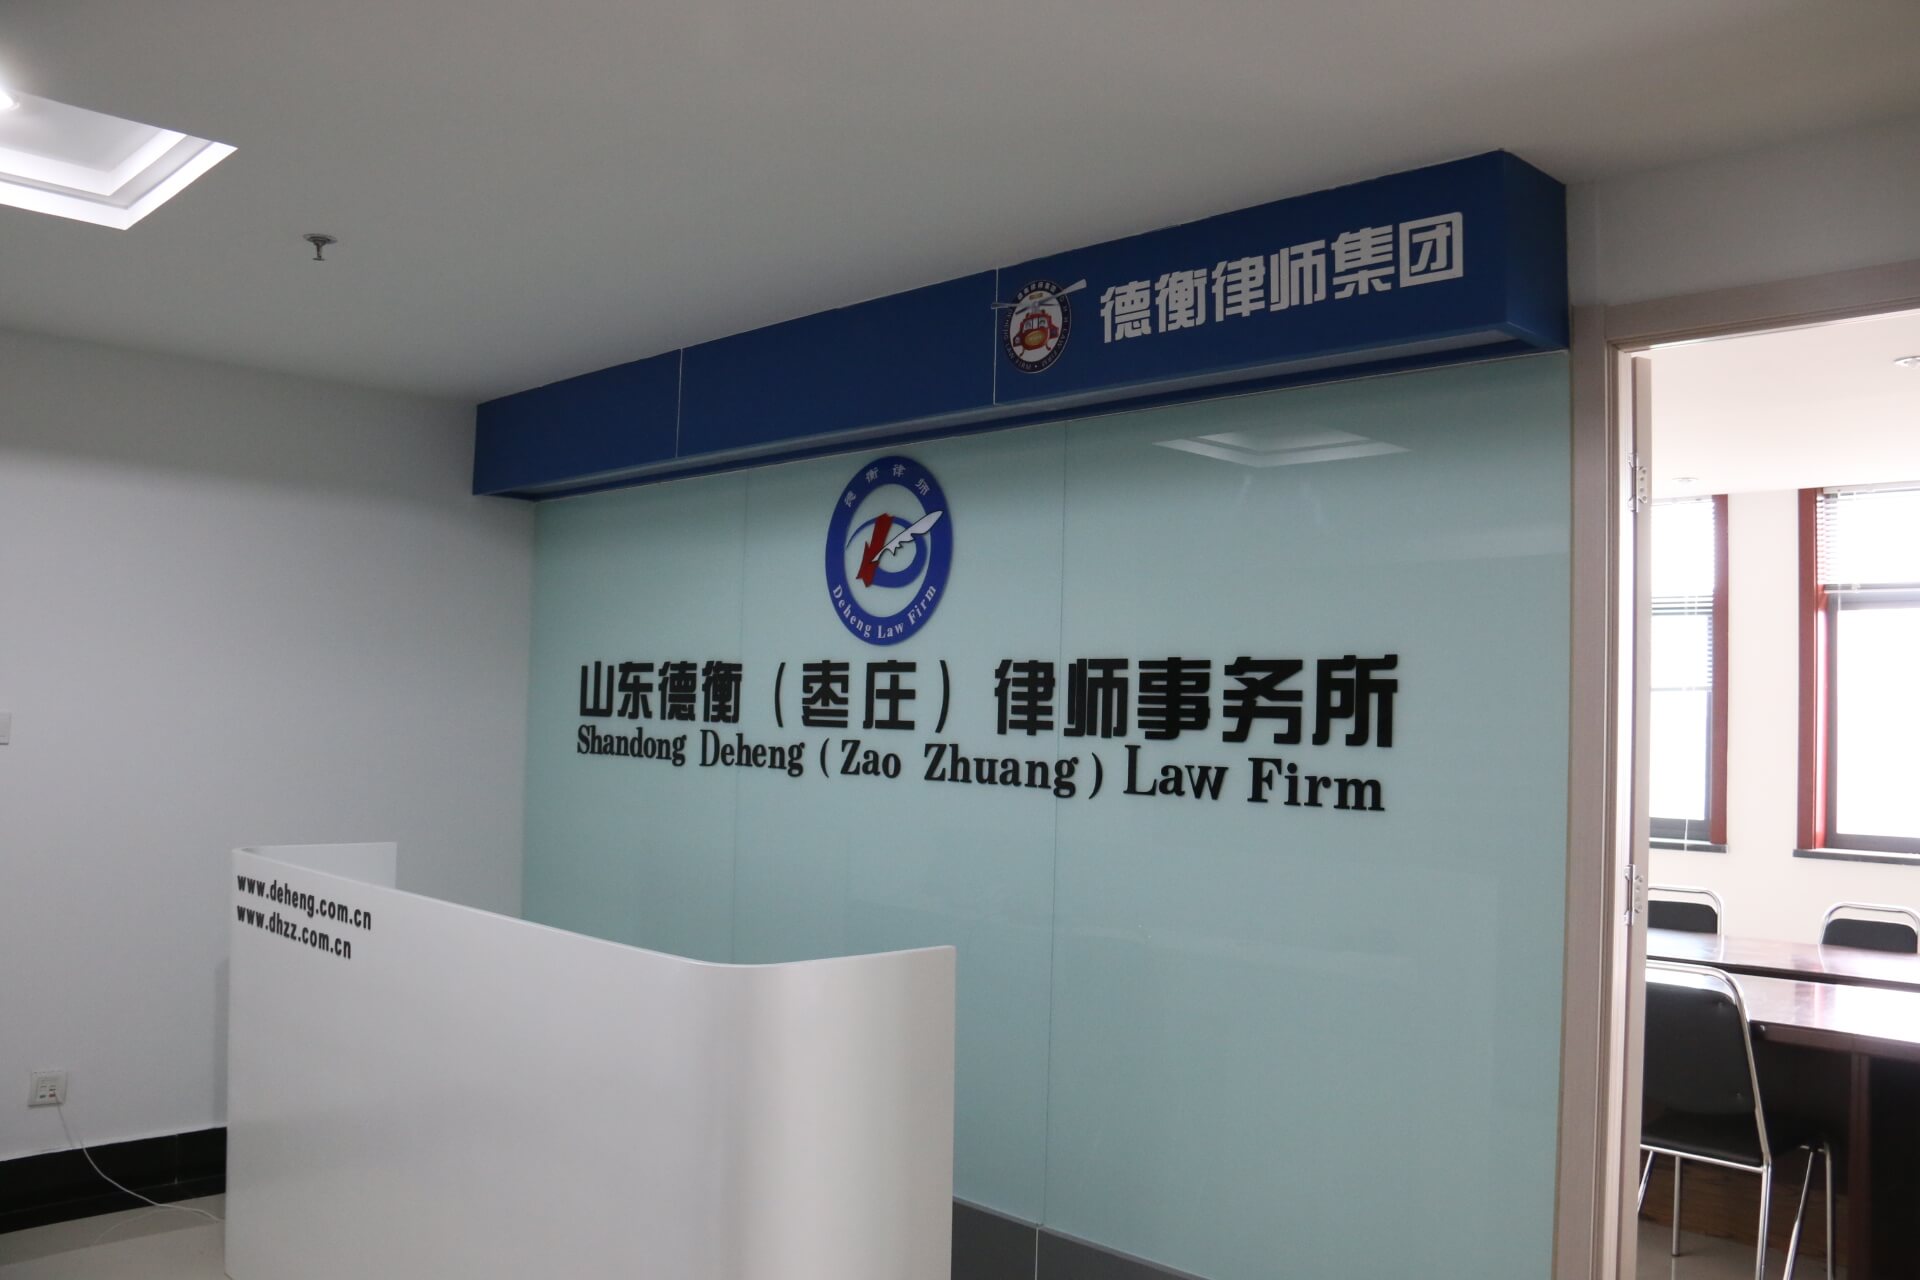 德衡律师集团
德衡律师
Deheng Law Firm
山东德衡（枣庄）律师事务所
Shandong Deheng (Zao Zhuang) Law Firm
www.deheng.com.cn
www.dhzz.com.cn